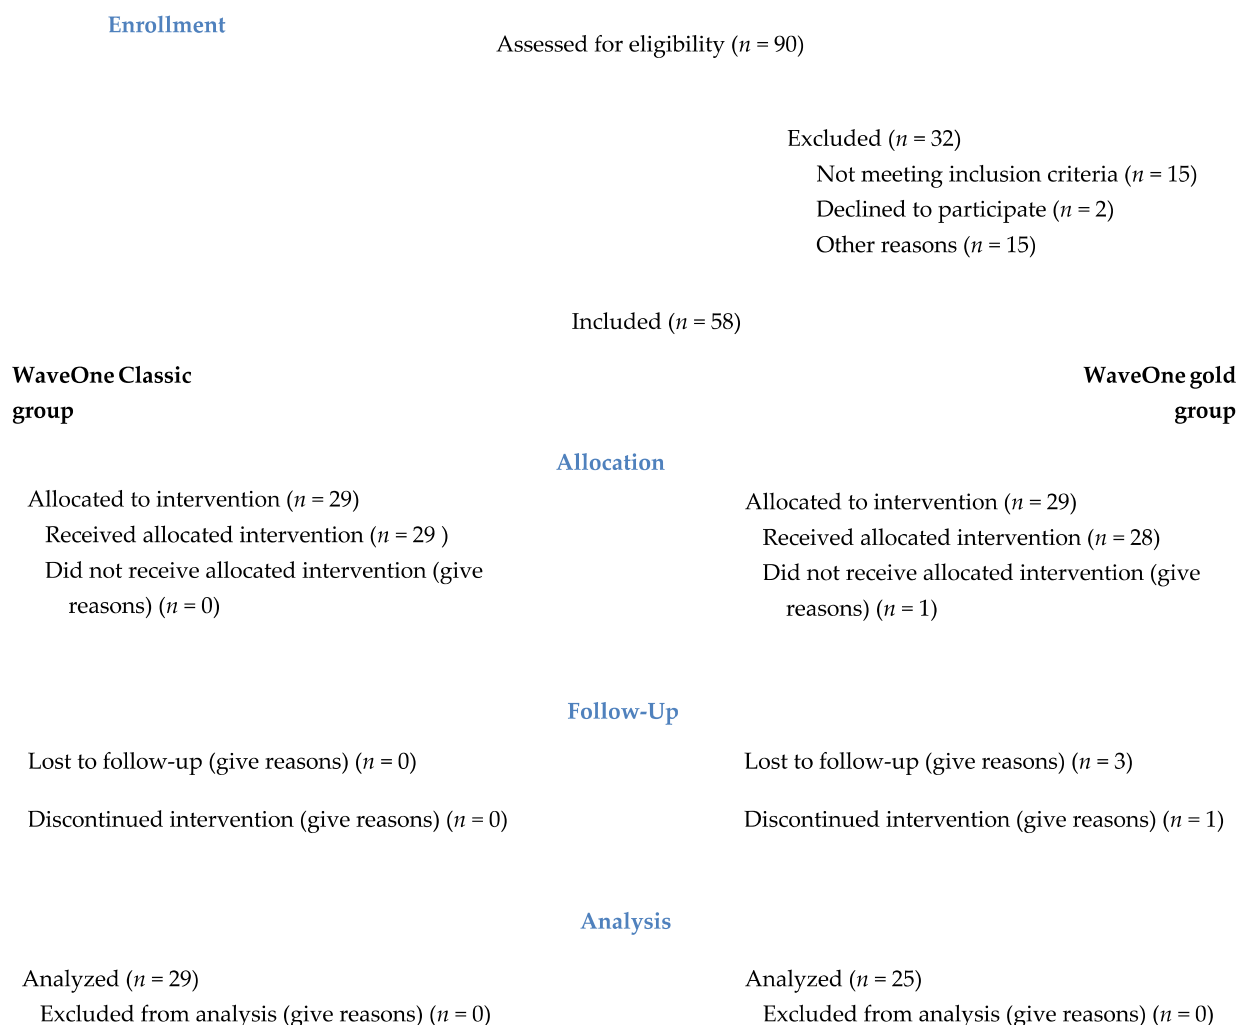 Enrollment
Assessed for eligibility (n = 90)
Excluded (n = 32)
Not meeting inclusion criteria (n = 15)
Declined to participate (n = 2)
Other reasons (n = 15)
Included (n = 58)
WaveOne Classic
group
WaveOne gold
group
Allocation
Allocated to intervention (n = 29)
Received allocated intervention (n = 29 )
Did not receive allocated intervention (give
reasons) (n = 0)
Allocated to intervention (n = 29)
Received allocated intervention (n = 28)
Did not receive allocated intervention (give
reasons) (n = 1)
Follow-Up
Lost to follow-up (give reasons) (n = 0)
Discontinued intervention (give reasons) (n = 0)
Lost to follow-up (give reasons) (n = 3)
Discontinued intervention (give reasons) (n = 1)
Analysis
Analyzed (n = 29)
Excluded from analysis (give reasons) (n = 0)
Analyzed (n = 25)
Excluded from analysis (give reasons) (n = 0)